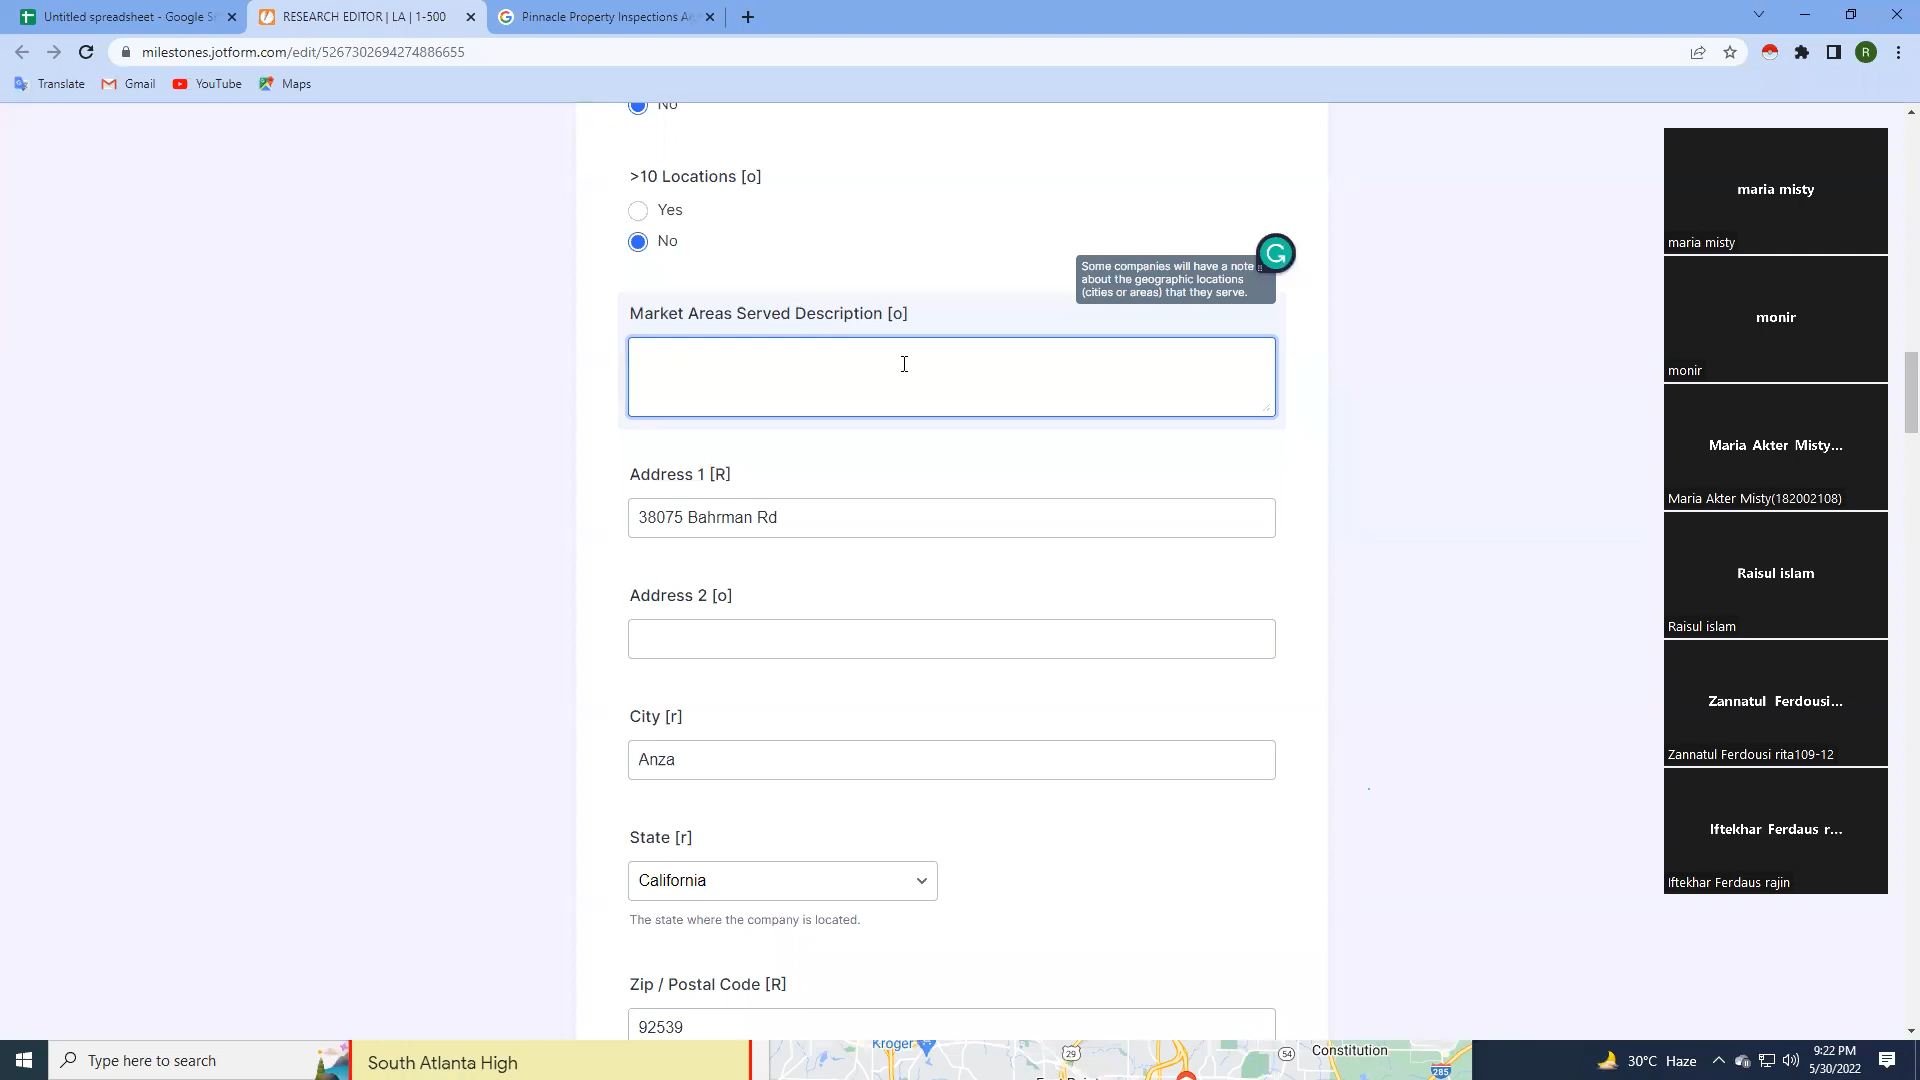 Untitled spreadsheet - Google S
RESEARCH EDITOR | LA | 1-500
Pinnacle Property Inspections
milestones.jotform.com/edit/5267302694274886655
R
Translate
Gmail
YouTube
Maps
No
>10 Locations [o]
Yes
No
Some companies will have a note
about the geographic locations
(cities or areas) that they serve.
Market Areas Served Description [o]
Address 1 [R]
38075 Bahrman Rd
Address 2 [o]
City [r]
Anza
State [r]
California
The state where the company is located.
Zip / Postal Code [R]
92539
maria misty
maria misty
monir
monir
Maria Akter Misty...
Maria Akter Misty(182002108)
Raisul islam
Raisul islam
Zannatul Ferdousi...
Zannatul Ferdousi rita109-12
Iftekhar Ferdaus r...
Iftekhar Ferdaus rajin
Type here to search
South Atlanta High
Kroger
29
54
Constitution
285
30°C Haze
9:22 PM
5/30/2022